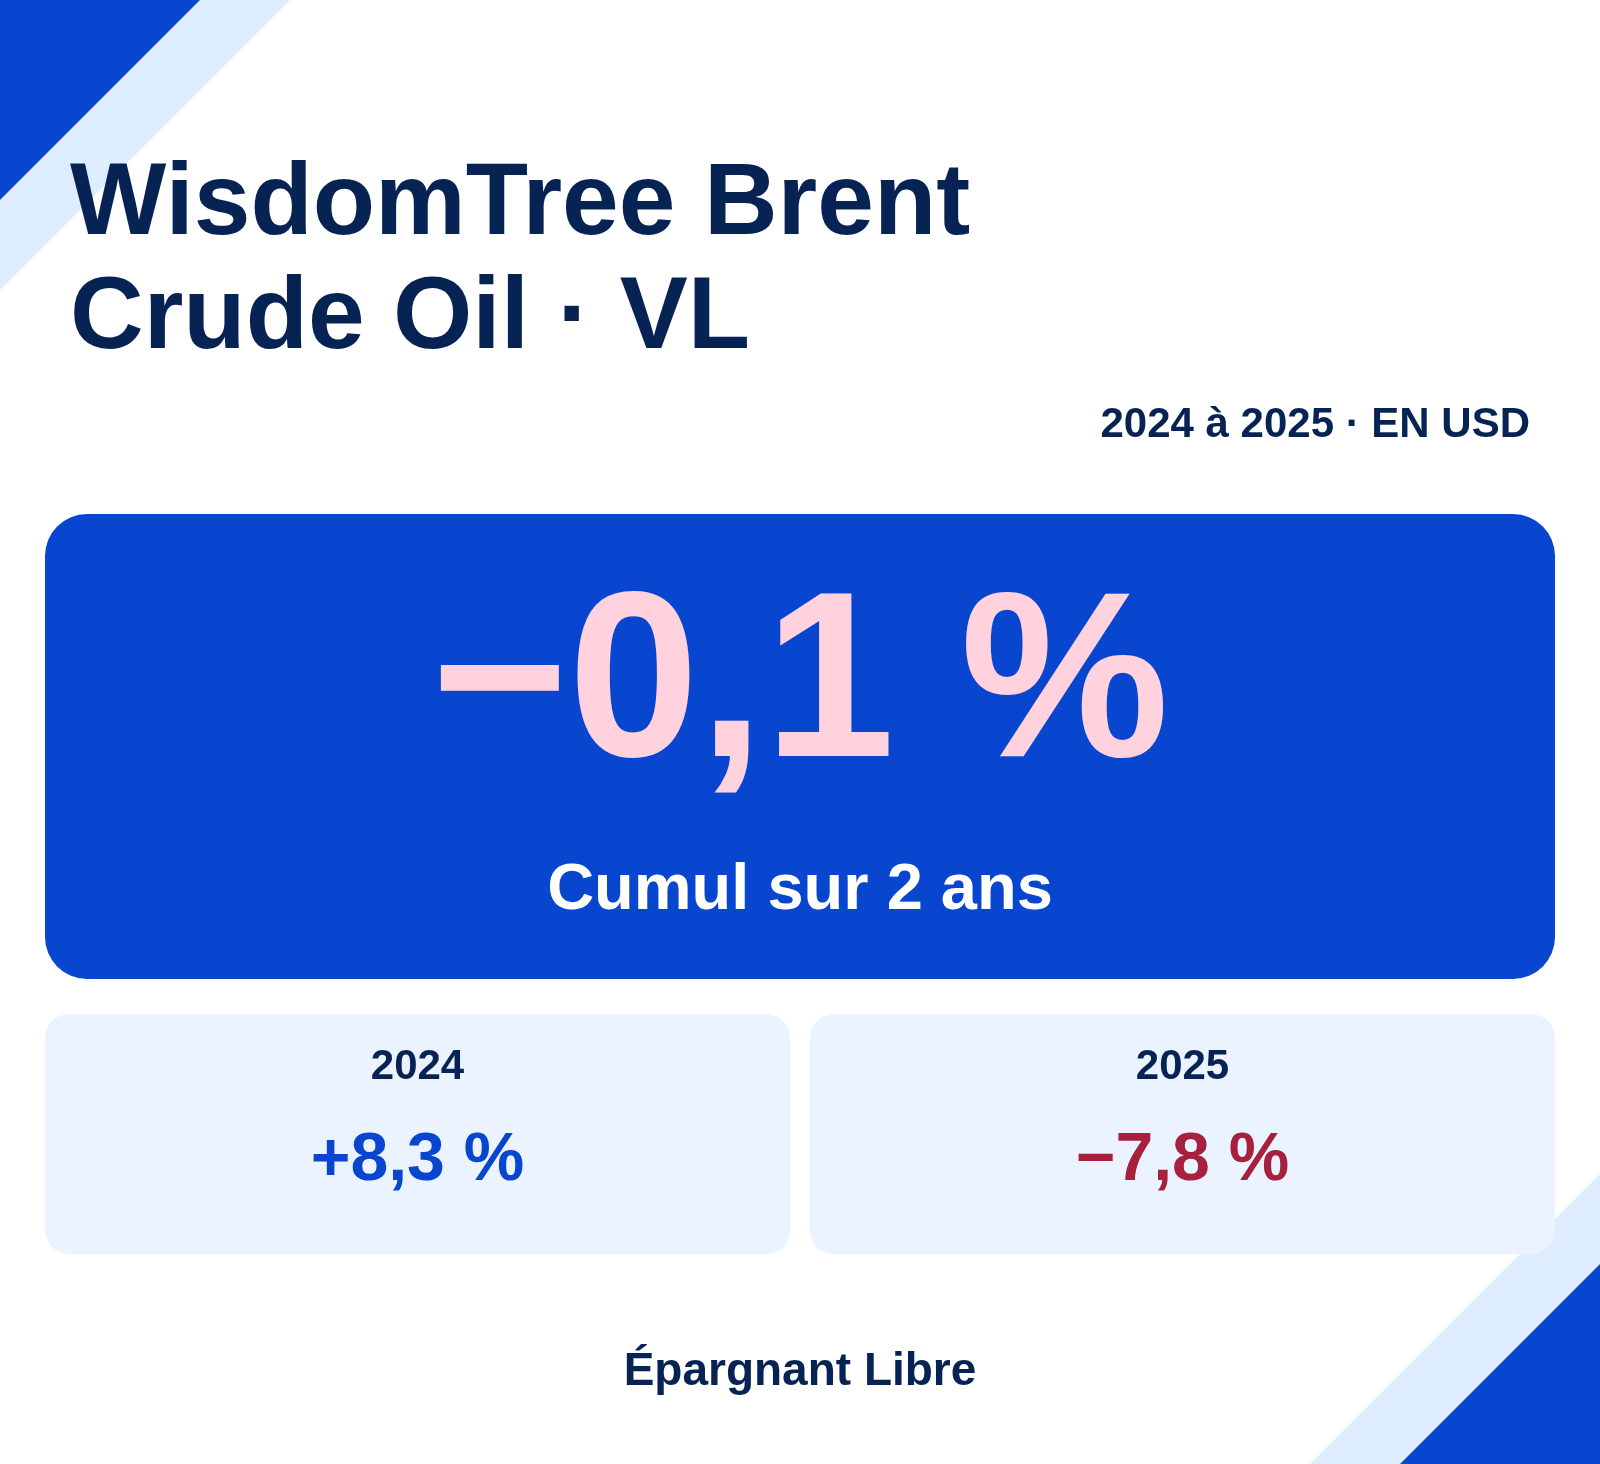 WisdomTree Brent
Crude Oil · VL
2024 à 2025 · EN USD
−0,1 %
Cumul sur 2 ans
2024
+8,3 %
2025
−7,8 %
Épargnant Libre